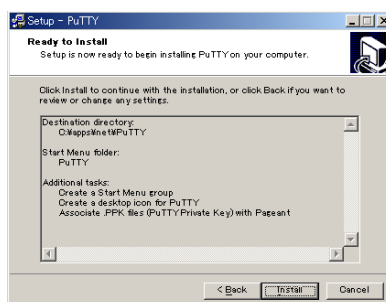 Setup - PuTTY
Ready to Install
Setup is now ready to begin installing PuTTY on your computer.
Click Install to continue with the installation, or click Back if you want to
review or change any settings.
Destination directory:
C:¥apps¥net¥PuTTY
Start Menu folder:
PuTTY
Additional tasks:
Create a Start Menu group
Create a desktop icon for PuTTY
Associate .PPK files (PuTTY Private Key) with Pageant
< Back
Install
Cancel